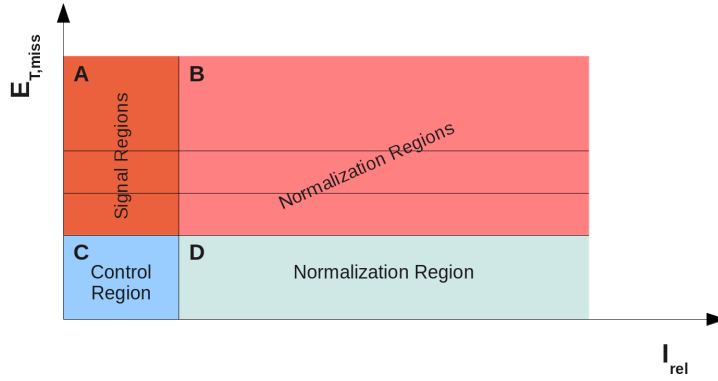 E_T,miss
A
B
Signal Regions
Normalization Regions
C
Control
Region
D
Normalization Region
I_rel